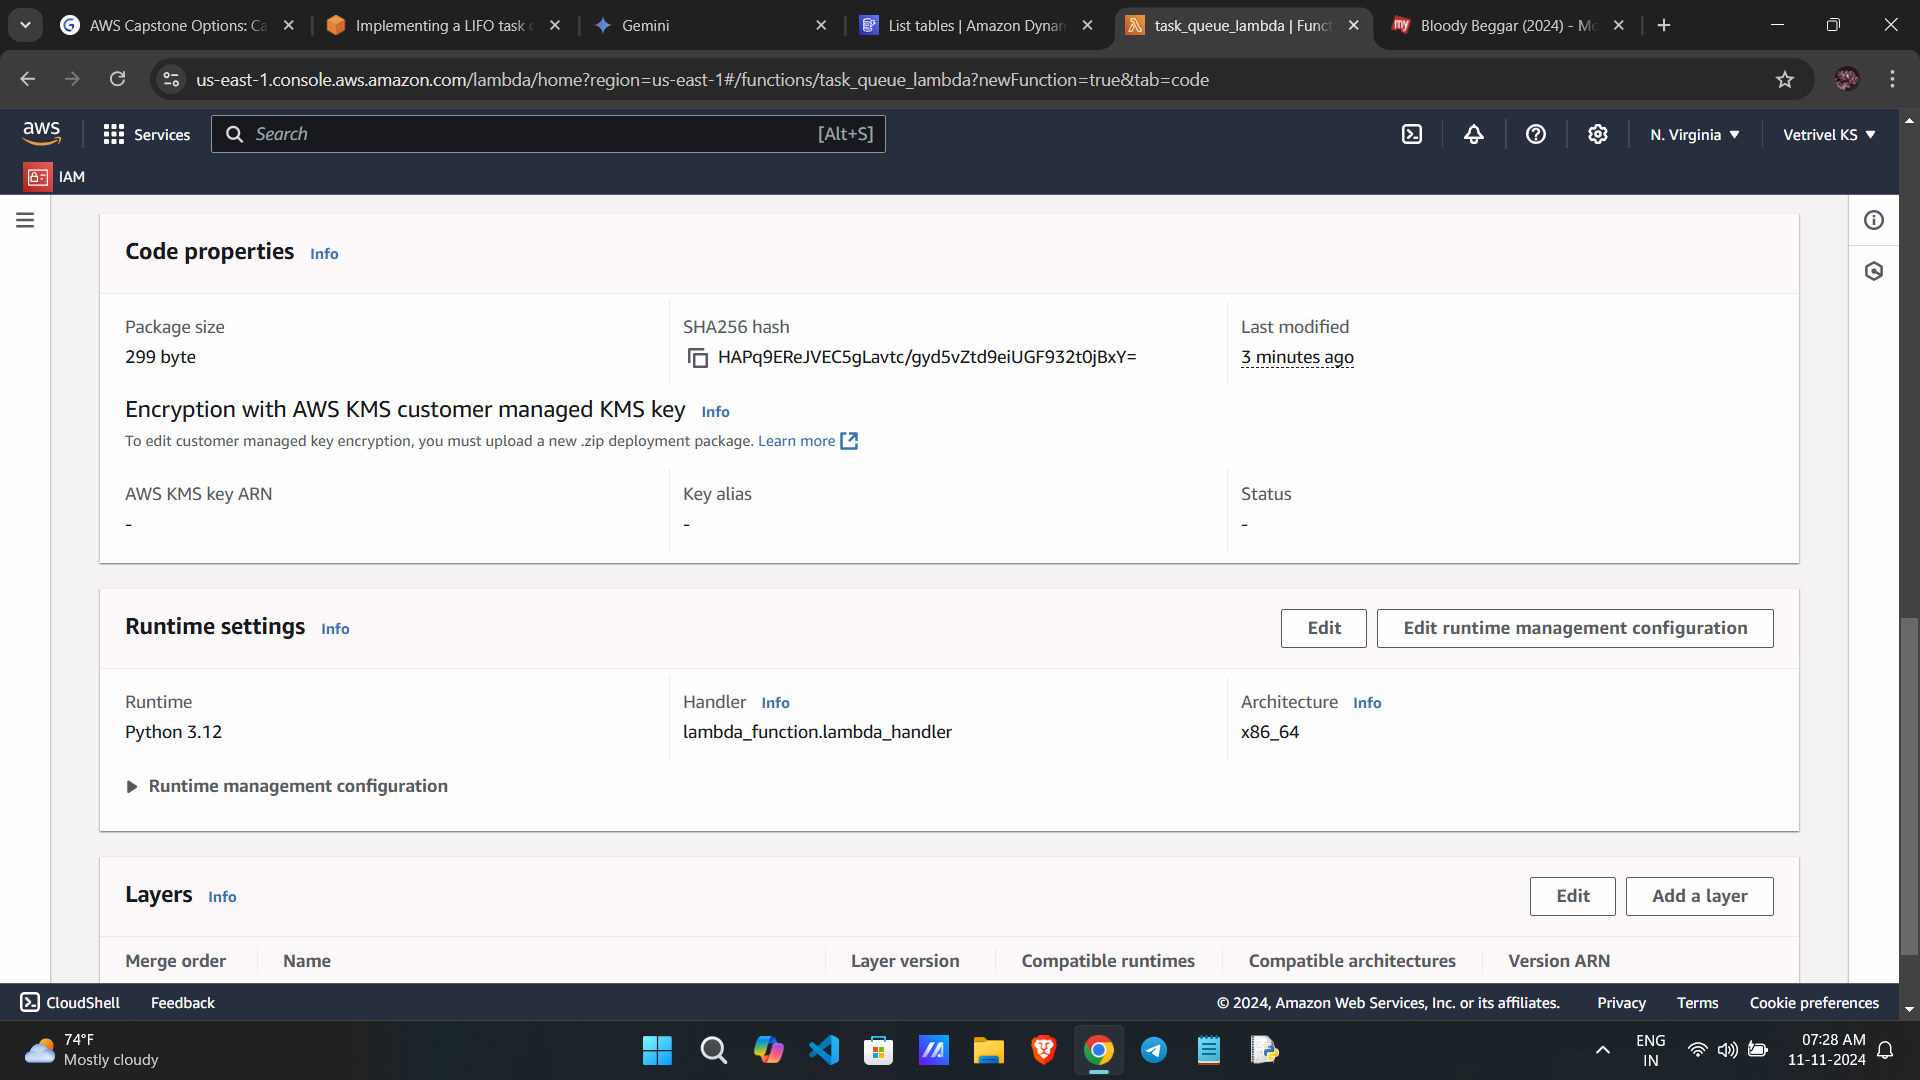 AWS Capstone Options: Ca
Implementing a LIFO task
Gemini
List tables | Amazon Dynam
task_queue_lambda | Funct
Bloody Beggar (2024) - Mo
us-east-1.console.aws.amazon.com/lambda/home?region=us-east-1#/functions/task_queue_lambda?newFunction=true&tab=code
aws
Services
Search
[Alt+S]
N. Virginia
Vetrivel KS
IAM
Code properties Info
Package size
299 byte
SHA256 hash
HAPq9EReJVEC5gLavtc/gyd5vZtd9eiUGF932t0jBxY=
Last modified
3 minutes ago
Encryption with AWS KMS customer managed KMS key Info
To edit customer managed key encryption, you must upload a new .zip deployment package. Learn more
AWS KMS key ARN
-
Key alias
-
Status
-
Runtime settings Info
Edit
Edit runtime management configuration
Runtime
Python 3.12
Handler Info
lambda_function.lambda_handler
Architecture Info
x86_64
Runtime management configuration
Layers Info
Edit
Add a layer
Merge order
Name
Layer version
Compatible runtimes
Compatible architectures
Version ARN
CloudShell
Feedback
© 2024, Amazon Web Services, Inc. or its affiliates.
Privacy
Terms
Cookie preferences
74°F
Mostly cloudy
ENG
IN
07:28 AM
11-11-2024